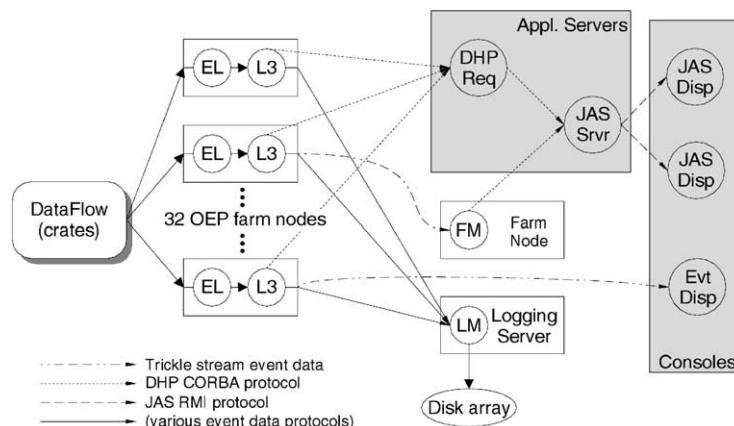 Appl. Servers
EL
L3
DHP
Req
JAS
Disp
EL
L3
JAS
Srvr
JAS
Disp
DataFlow
(crates)
32 OEP farm nodes
FM
Farm
Node
EL
L3
Evt
Disp
LM
Logging
Server
Consoles
Trickle stream event data
DHP CORBA protocol
JAS RMI protocol
(various event data protocols)
Disk array